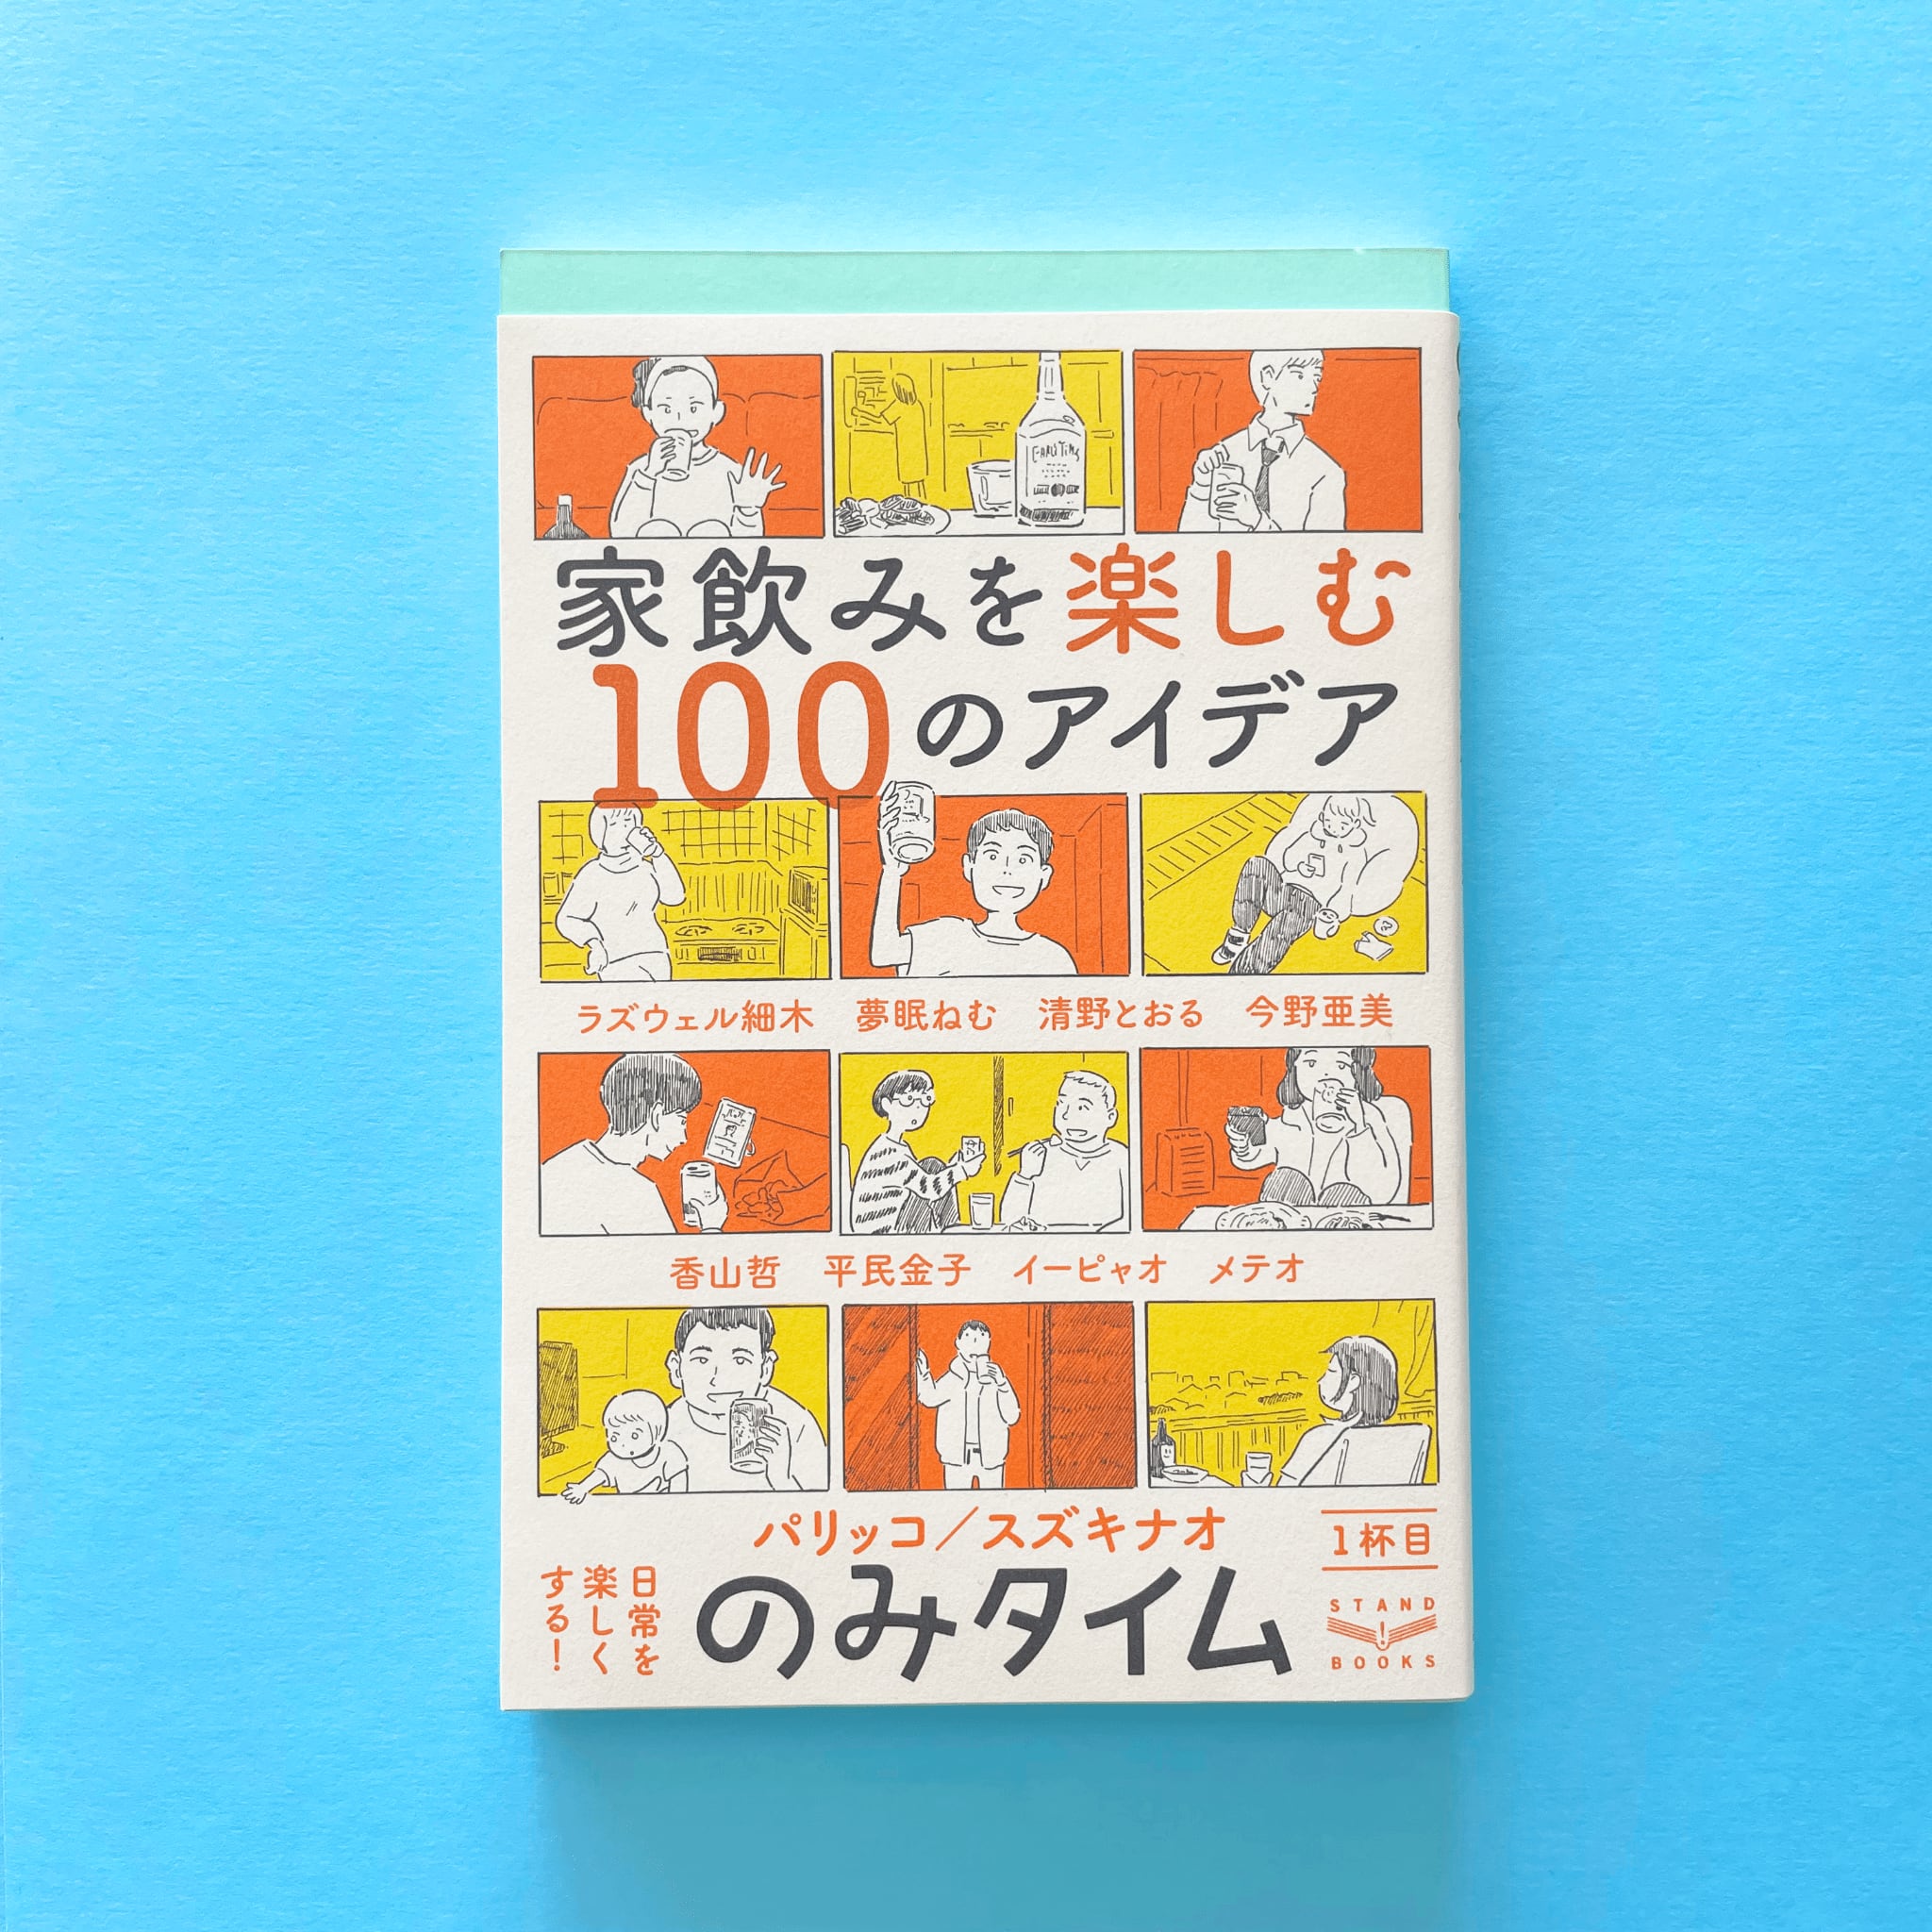 EARLY TIMES
家飲みを楽しむ
100のアイデア
ラズウェル細木 夢眠ねむ 清野とおる 今野亜美
香山哲 平民金子 イーピャオ メテオ
パリッコ／スズキナオ
1杯目
日常を
楽しく
する！
のみタイム
STAND
BOOKS